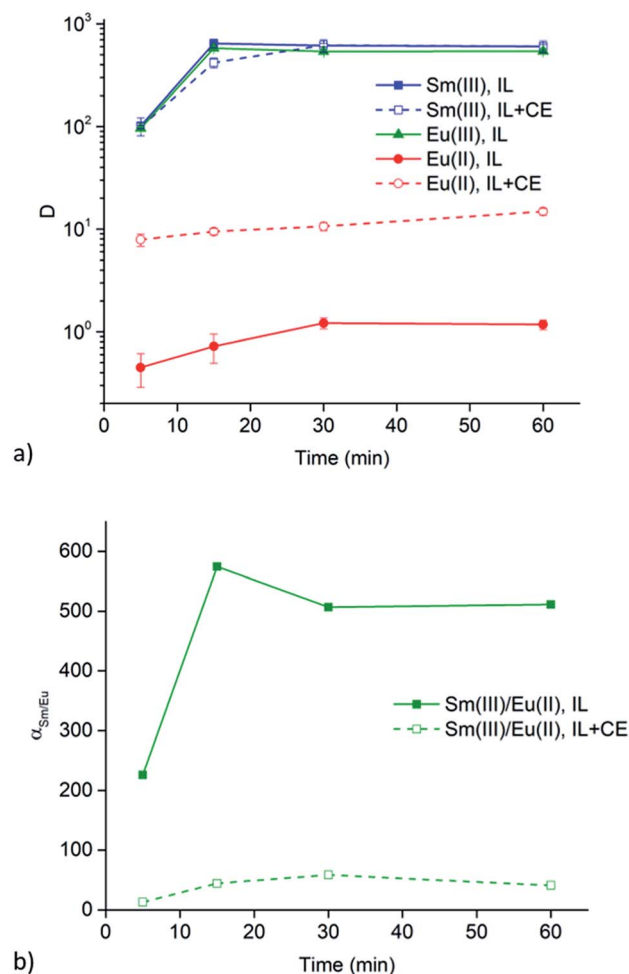 10³
10²
10¹
10⁰
D
Sm(III), IL
Sm(III), IL+CE
Eu(III), IL
Eu(II), IL
Eu(II), IL+CE
0 10 20 30 40 50 60
Time (min)
a)
600
500
400
300
200
100
0
α Sm/Eu
Sm(III)/Eu(II), IL
Sm(III)/Eu(II), IL+CE
0 10 20 30 40 50 60
Time (min)
b)